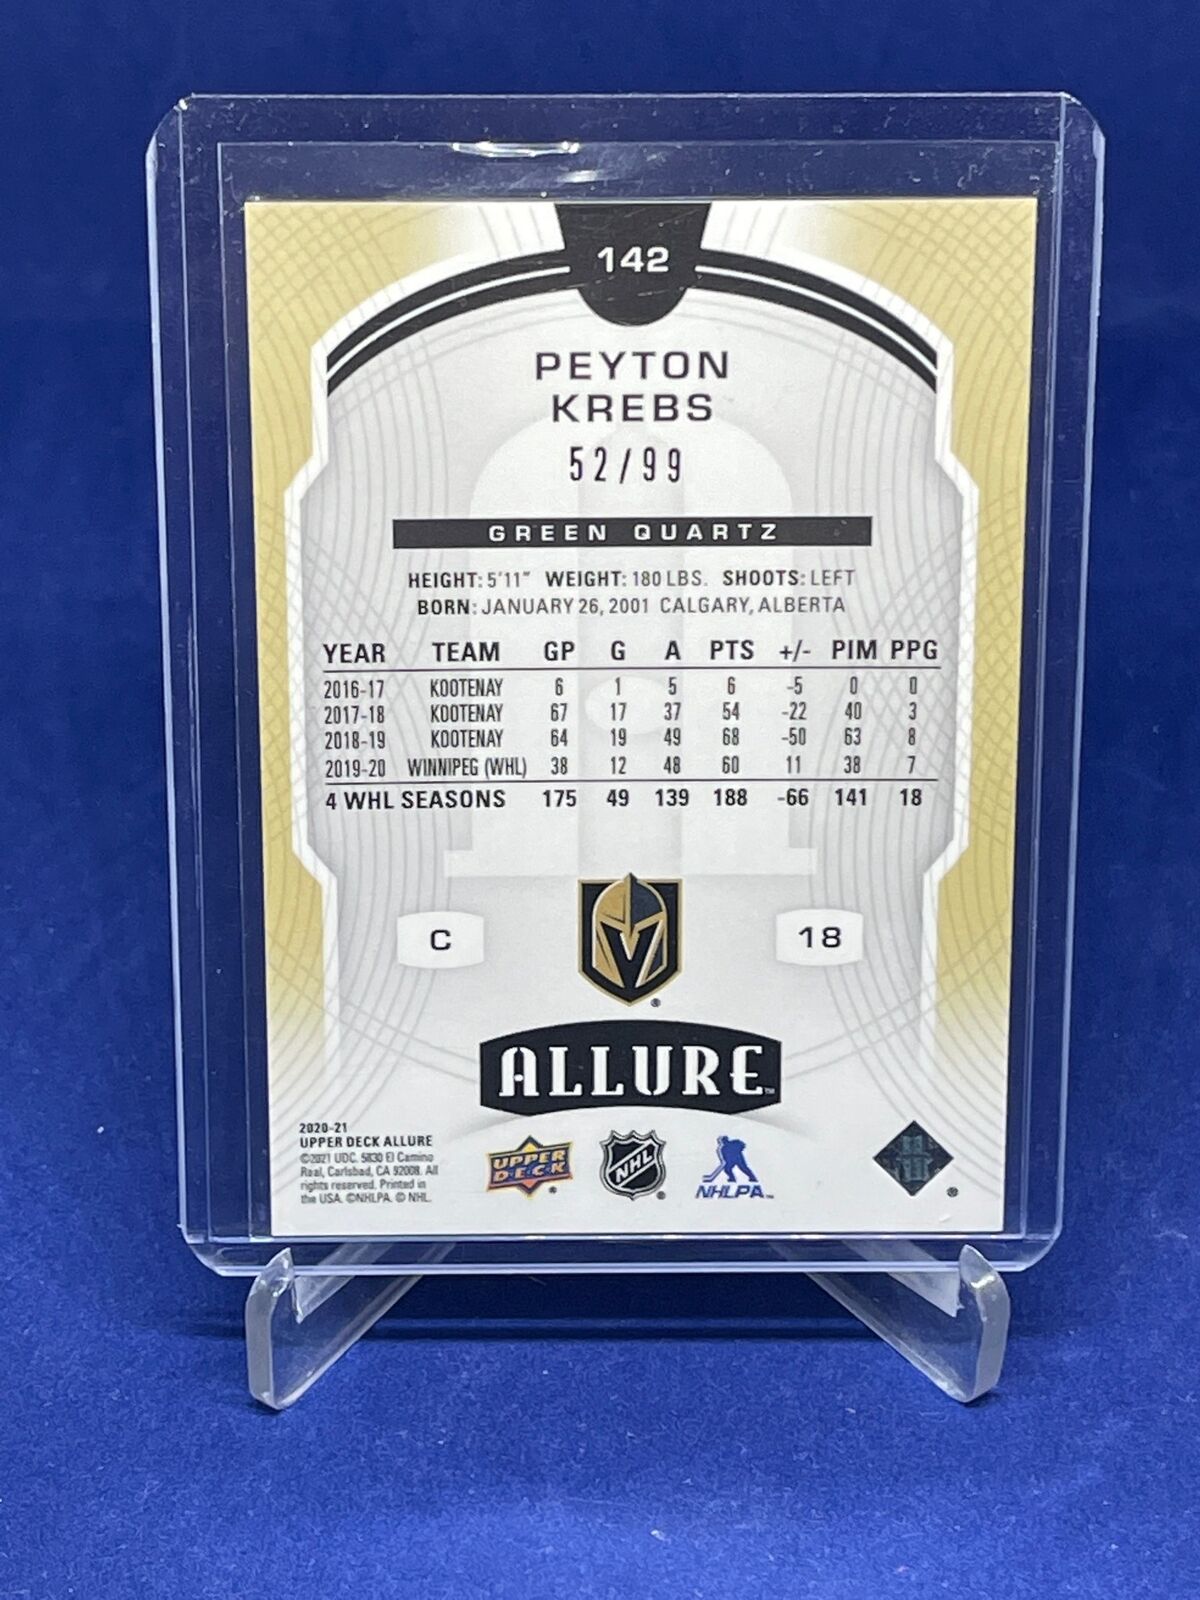 142
PEYTON
KREBS
52/99
GREEN QUARTZ
HEIGHT: 5'11" WEIGHT: 180 LBS. SHOOTS: LEFT
BORN: JANUARY 26, 2001 CALGARY, ALBERTA
YEAR TEAM GP G A PTS +/- PIM PPG
2016-17 KOOTENAY 6 1 5 6 -5 0 0
2017-18 KOOTENAY 67 17 37 54 -22 40 3
2018-19 KOOTENAY 64 19 49 68 -50 63 8
2019-20 WINNIPEG (WHL) 38 12 48 60 11 38 7
4 WHL SEASONS 175 49 139 188 -66 141 18
C 18
®
ALLURE™
2020-21
UPPER DECK ALLURE
©2021 UDC. 5830 El Camino
Real, Carlsbad, CA 92008. All
rights reserved. Printed in
the USA. ©NHLPA. © NHL.
UPPER DECK ®
NHL ®
NHLPA™
®